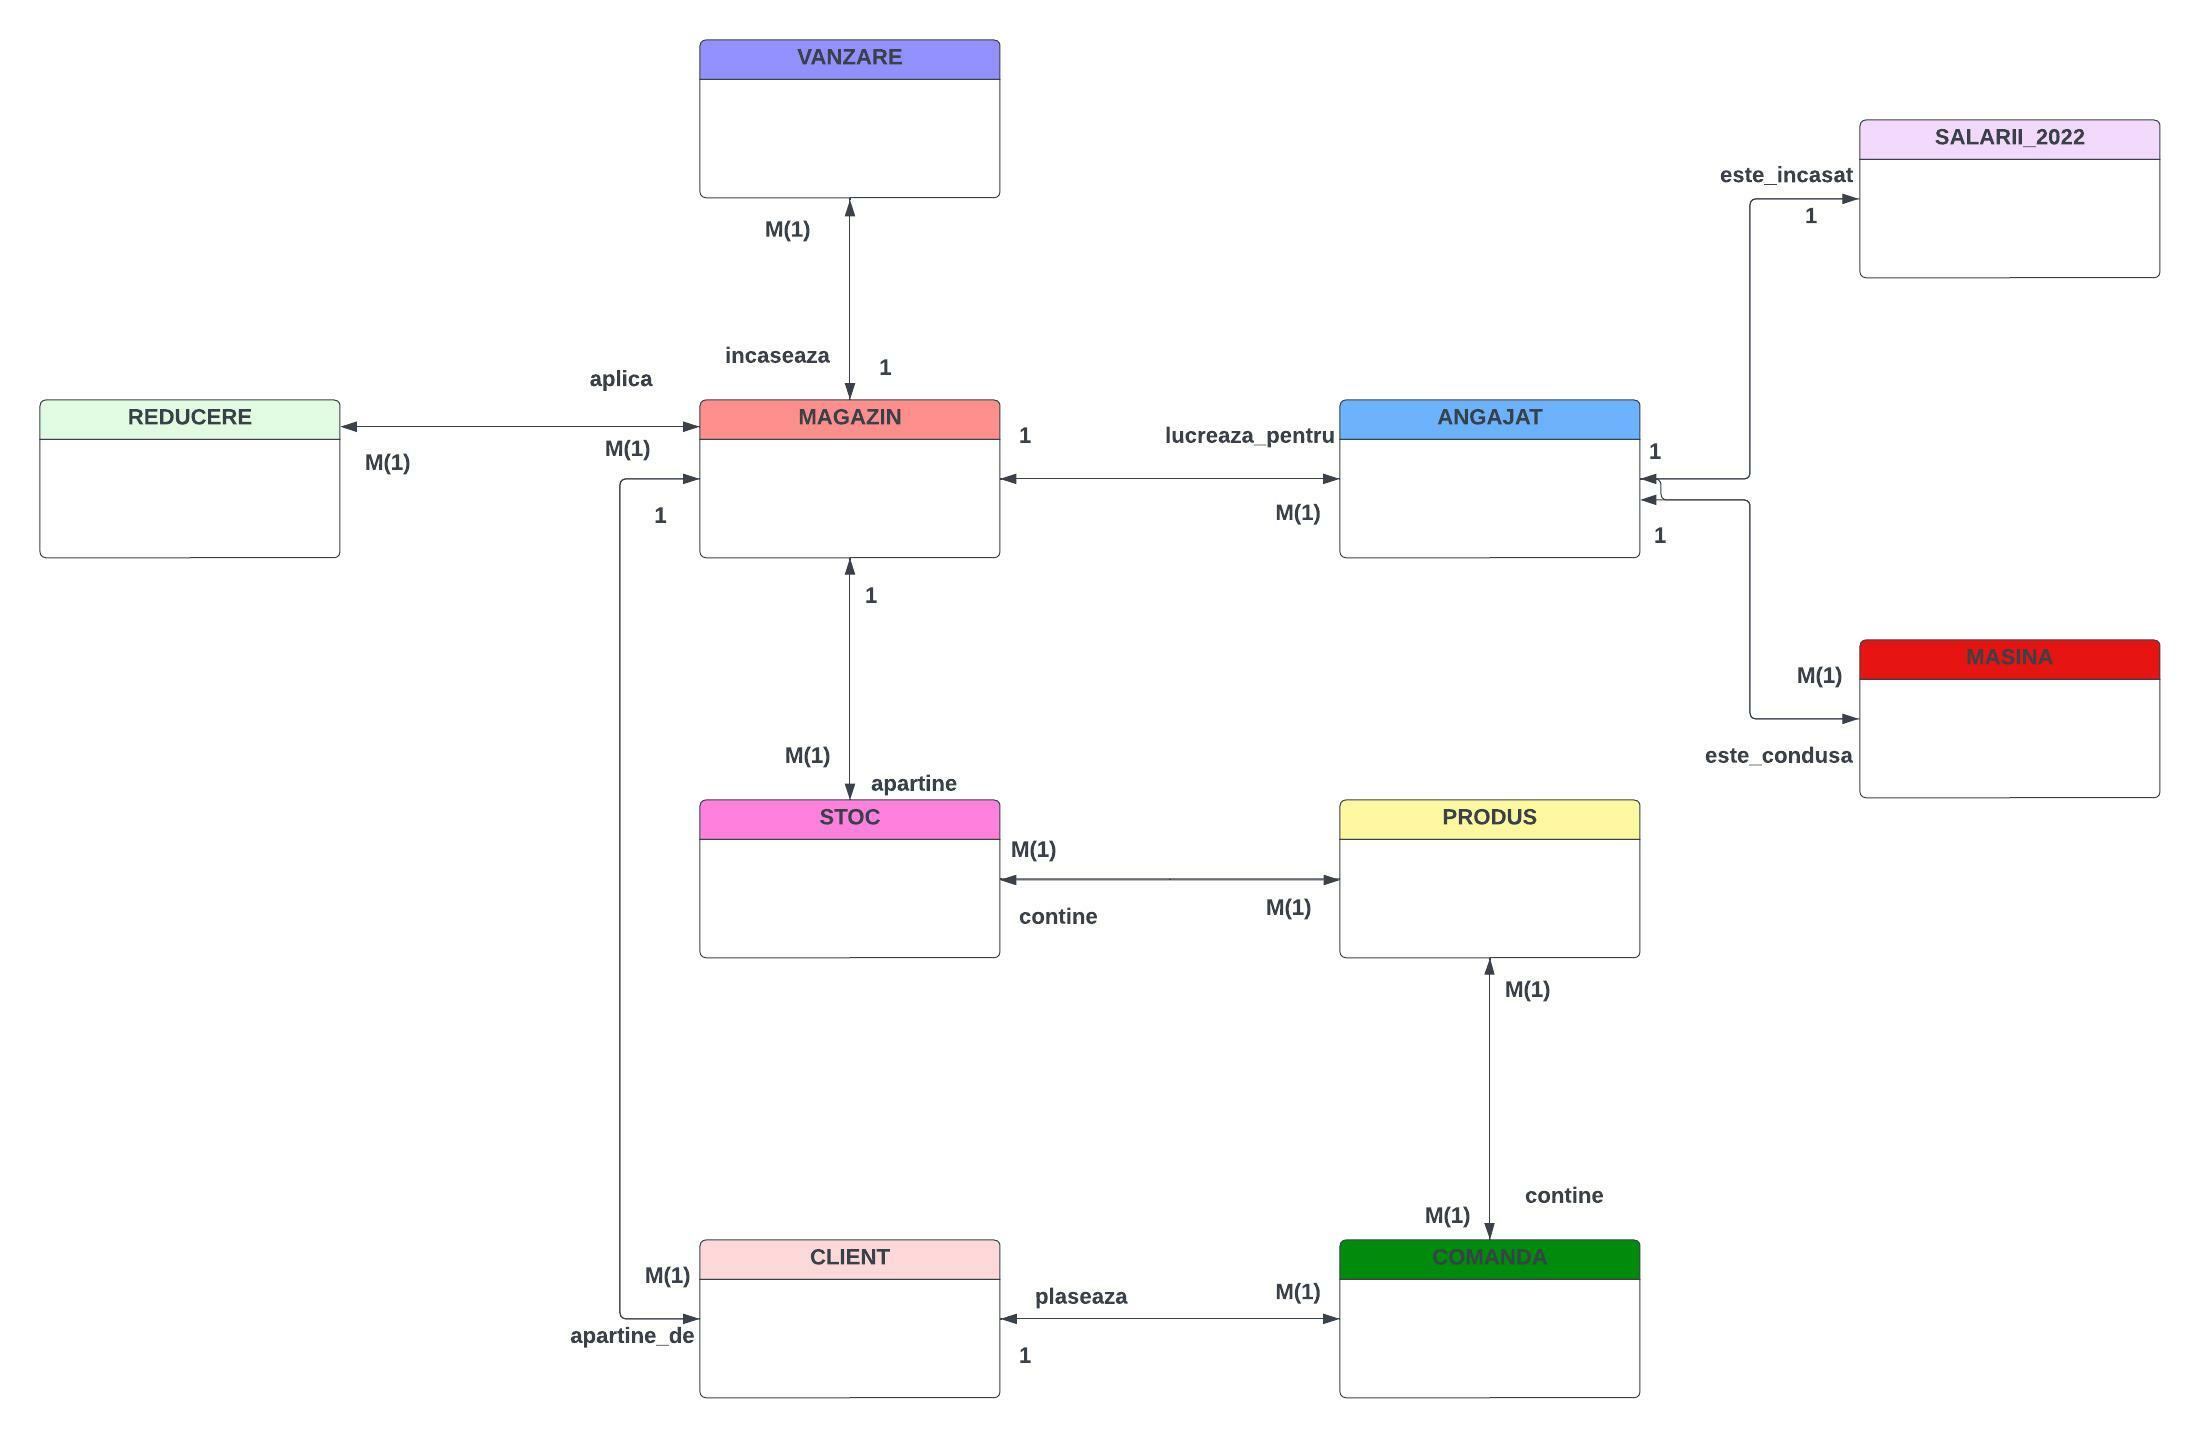 VANZARE
SALARII_2022
este_incasat
1
M(1)
incaseaza
1
aplica
REDUCERE
MAGAZIN
ANGAJAT
M(1)
M(1)
1
lucreaza_pentru
1
1
M(1)
1
1
M(1)
apartine
MASINA
M(1)
este_condusa
STOC
PRODUS
M(1)
contine
M(1)
M(1)
contine
M(1)
CLIENT
COMANDA
M(1)
apartine_de
plaseaza
M(1)
1